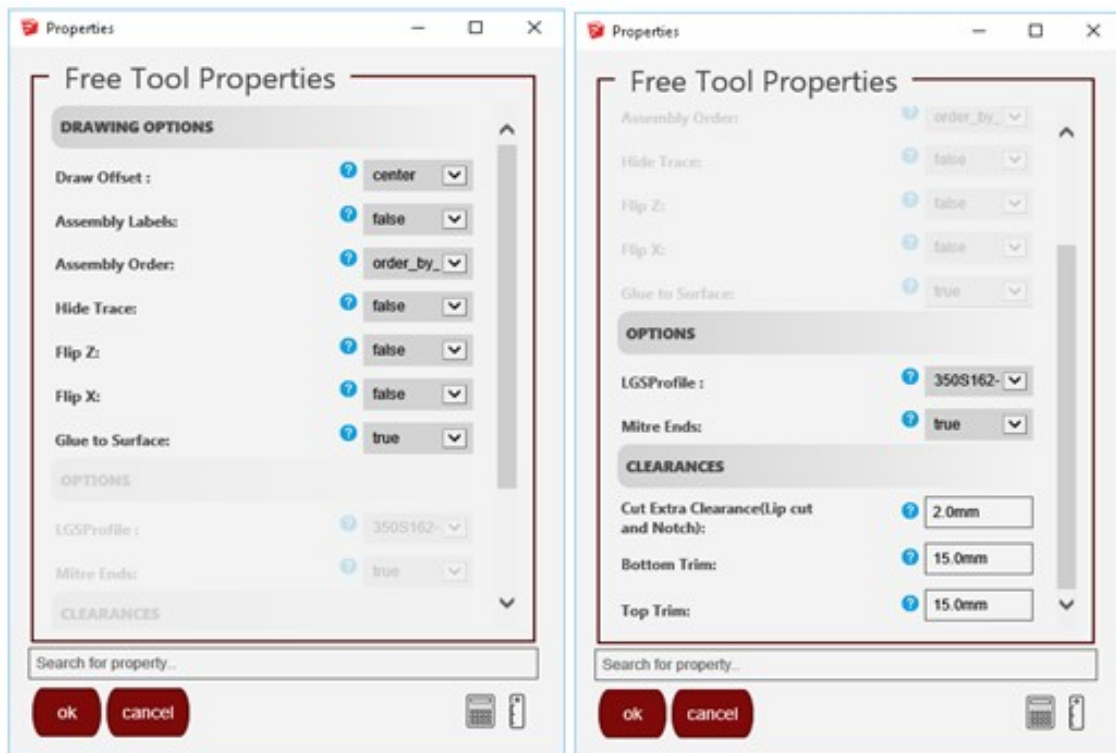 Properties
Free Tool Properties
DRAWING OPTIONS
Draw Offset : ? center
Assembly Labels: ? false
Assembly Order: ? order_by_
Hide Trace: ? false
Flip Z: ? false
Flip X: ? false
Glue to Surface: ? true
OPTIONS
LGSProfile : ? 350S162-
Mitre Ends: ? true
CLEARANCES
Search for property..
ok cancel
Properties
Free Tool Properties
Assembly Order: ? order_by_
Hide Trace: ? false
Flip Z: ? false
Flip X: ? false
Glue to Surface: ? true
OPTIONS
LGSProfile : ? 350S162-
Mitre Ends: ? true
CLEARANCES
Cut Extra Clearance(Lip cut
and Notch): ? 2.0mm
Bottom Trim: ? 15.0mm
Top Trim: ? 15.0mm
Search for property..
ok cancel